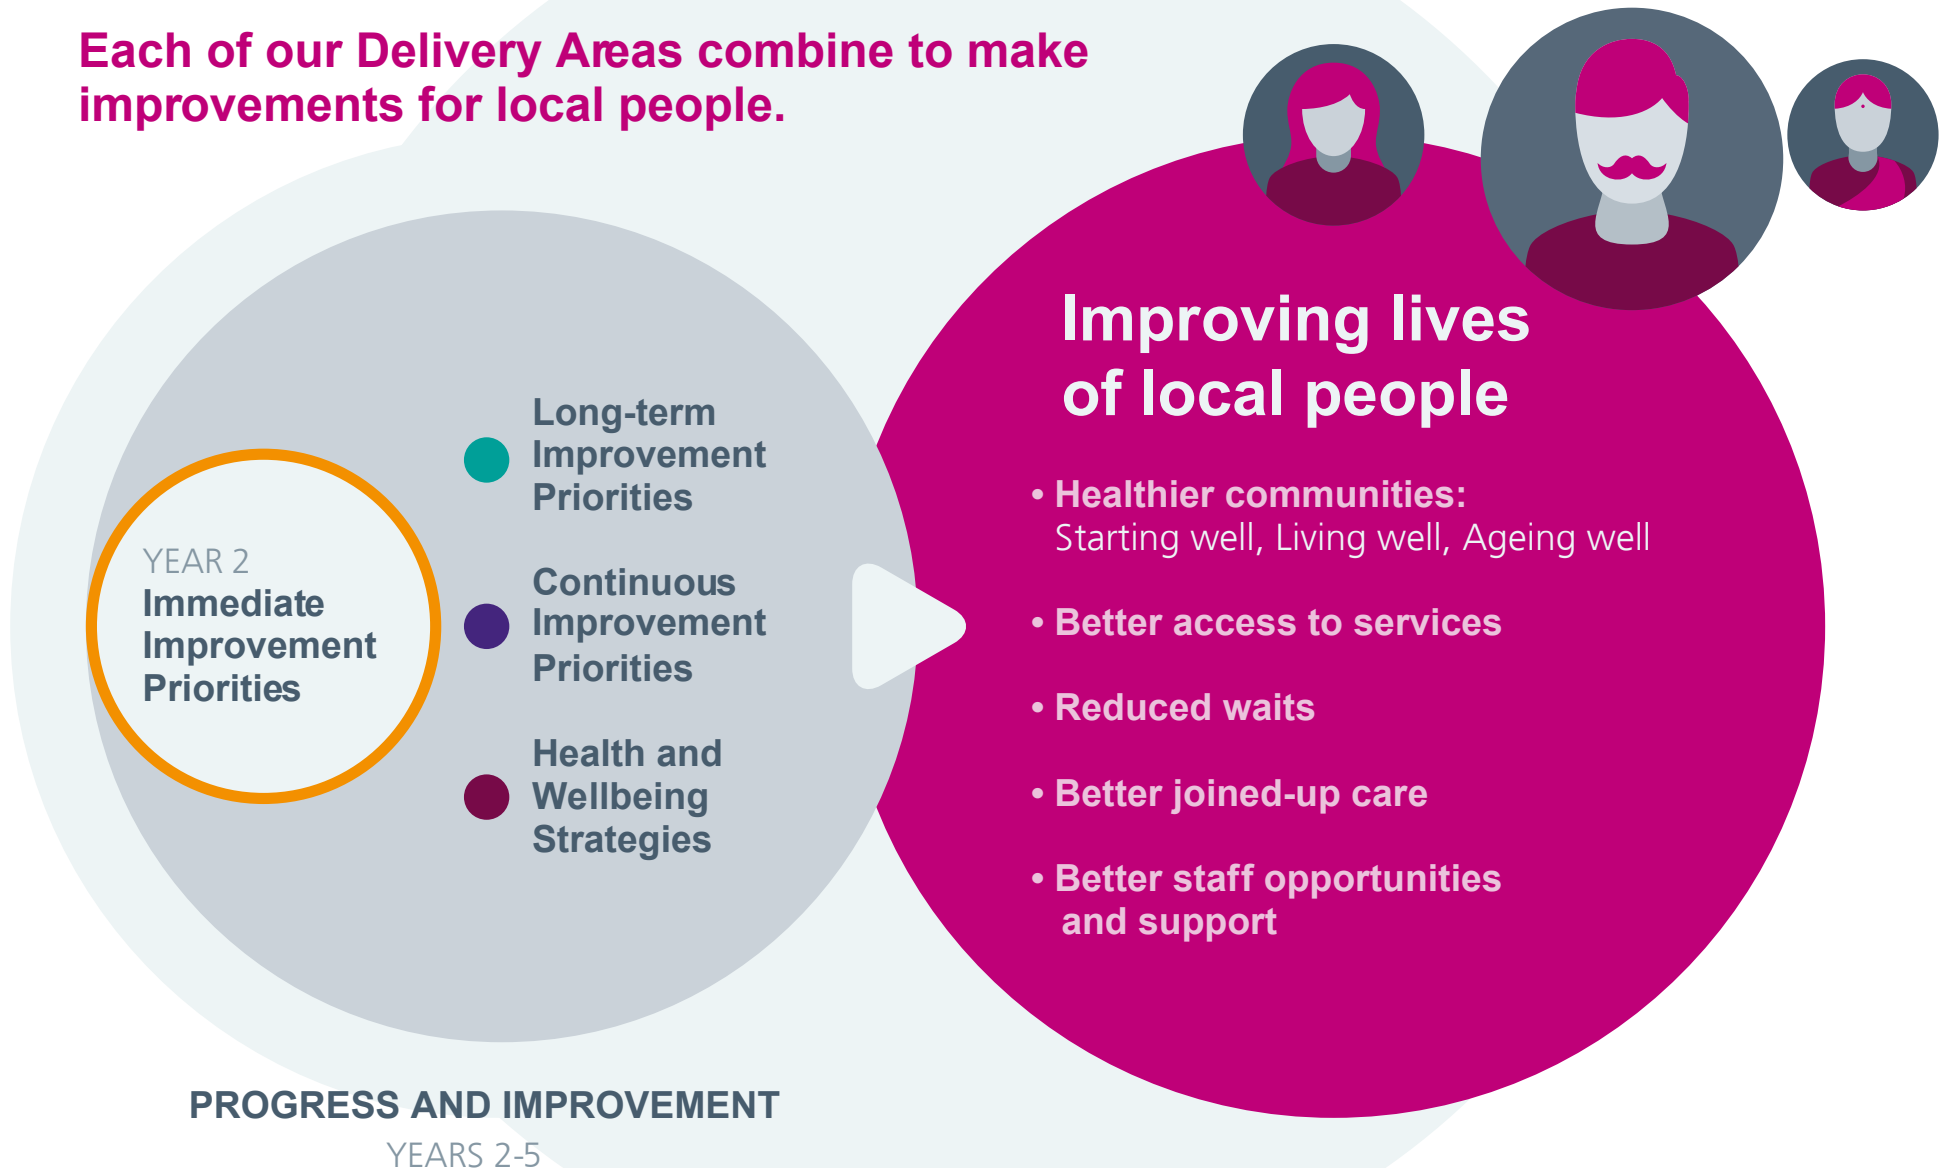 Each of our Delivery Areas combine to make
improvements for local people.
YEAR 2
Immediate
Improvement
Priorities
Long-term
Improvement
Priorities
Continuous
Improvement
Priorities
Health and
Wellbeing
Strategies
PROGRESS AND IMPROVEMENT
YEARS 2-5
Improving lives
of local people
• Healthier communities:
Starting well, Living well, Ageing well
• Better access to services
• Reduced waits
• Better joined-up care
• Better staff opportunities
and support